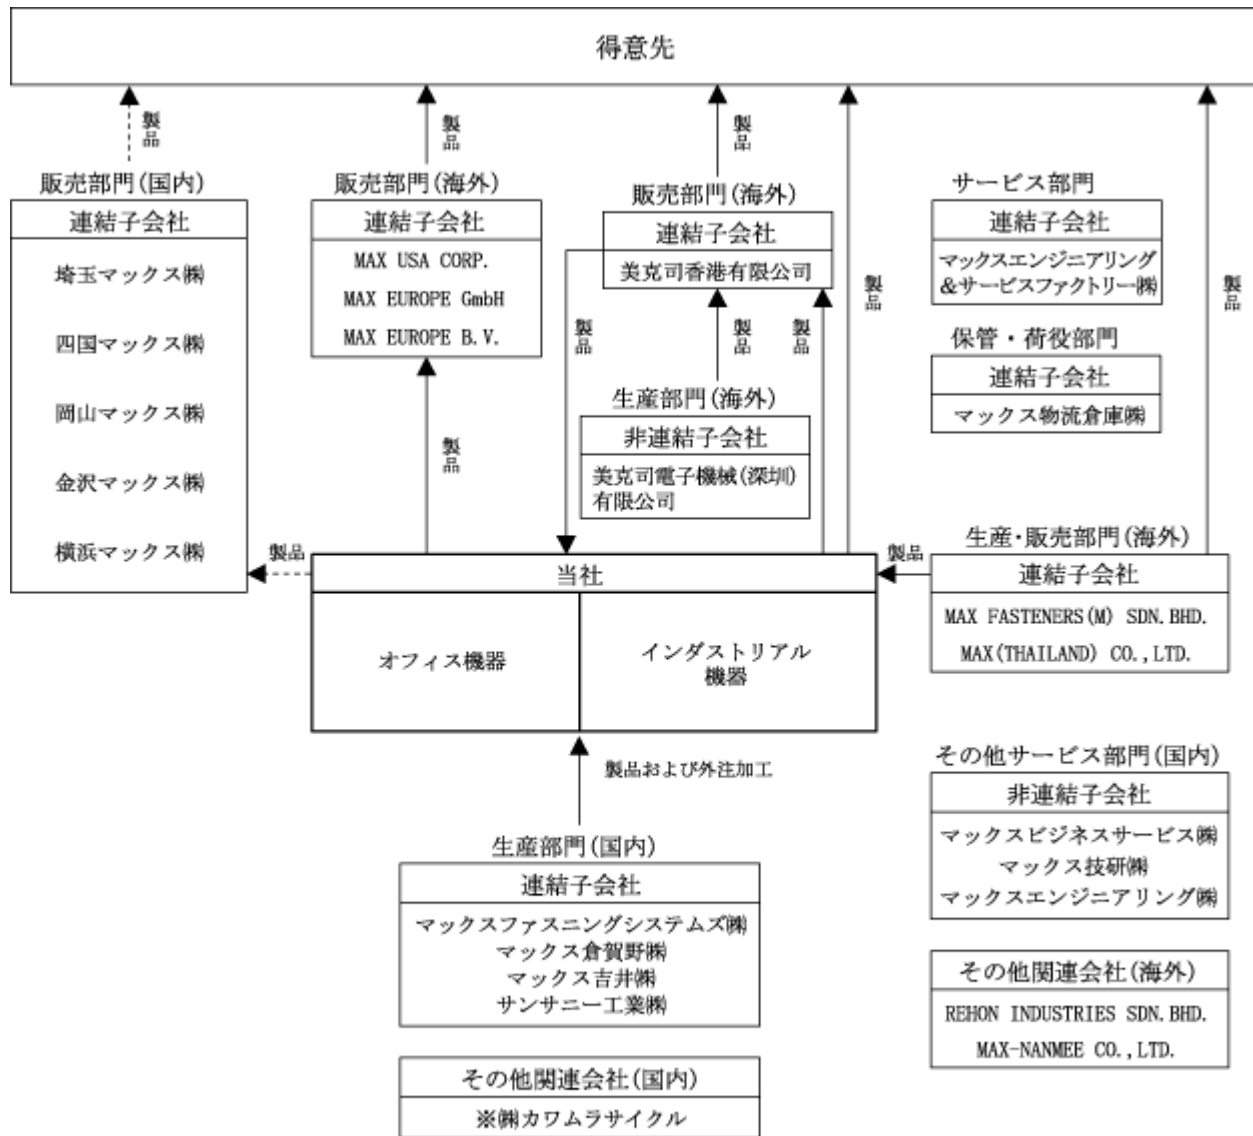 得意先
製品
製品
製品
製品
製品
販売部門(国内)
連結子会社
埼玉マックス㈱
四国マックス㈱
岡山マックス㈱
金沢マックス㈱
横浜マックス㈱
販売部門(海外)
連結子会社
MAX USA CORP.
MAX EUROPE GmbH
MAX EUROPE B.V.
製品
販売部門(海外)
連結子会社
美克司香港有限公司
製品
製品
製品
生産部門(海外)
非連結子会社
美克司電子機械(深圳)
有限公司
サービス部門
連結子会社
マックスエンジニアリング
&サービスファクトリー㈱
保管・荷役部門
連結子会社
マックス物流倉庫㈱
生産・販売部門(海外)
連結子会社
MAX FASTENERS(M) SDN.BHD.
MAX(THAILAND) CO.,LTD.
製品
製品
当社
オフィス機器
インダストリアル
機器
製品および外注加工
生産部門(国内)
連結子会社
マックスファスニングシステムズ㈱
マックス倉賀野㈱
マックス吉井㈱
サンサニー工業㈱
その他関連会社(国内)
※㈱カワムラサイクル
その他サービス部門(国内)
非連結子会社
マックスビジネスサービス㈱
マックス技研㈱
マックスエンジニアリング㈱
その他関連会社(海外)
REHON INDUSTRIES SDN.BHD.
MAX-NANMEE CO.,LTD.